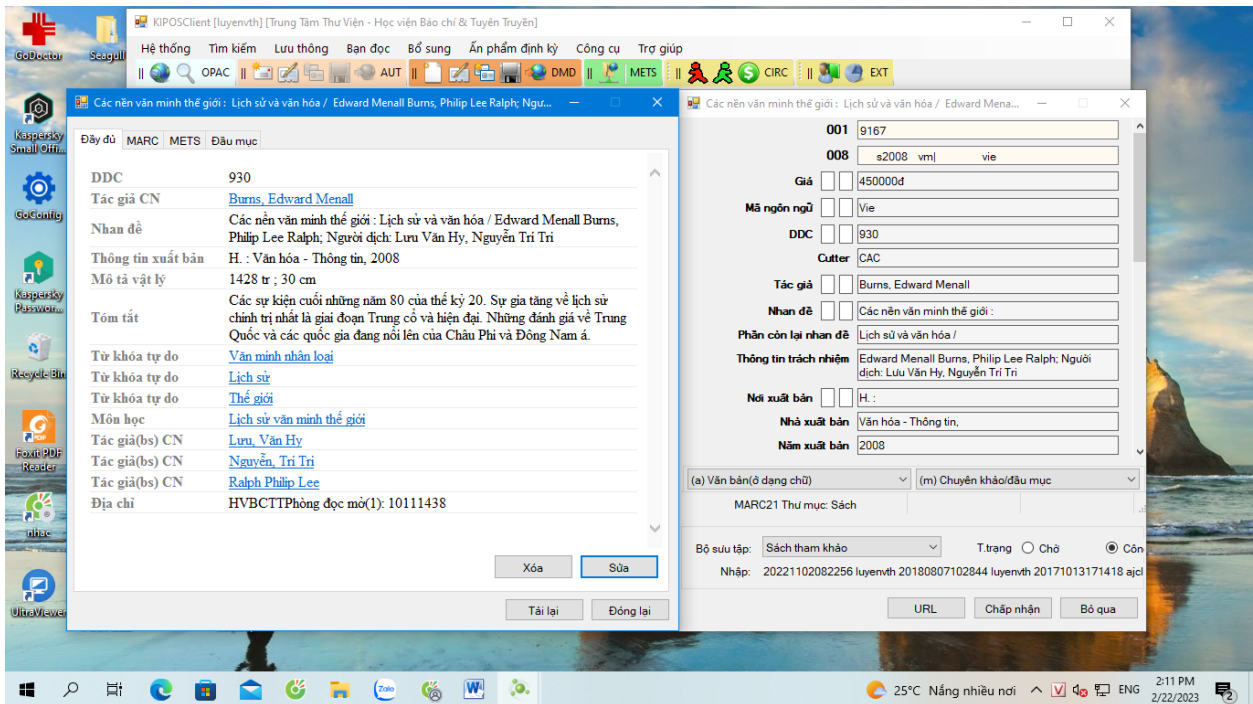 GoDoctor
Seagull
Kaspersky
Small Offi...
GoConfig
Kaspersky
Passwor...
Recycle Bin
Foxit PDF
Reader
nhac
UltraViewer
KIPOSClient [luyenvth] [Trung Tâm Thư Viện - Học viện Báo chí & Tuyên Truyền]
Hệ thống Tìm kiếm Lưu thông Bạn đọc Bổ sung Ấn phẩm định kỳ Công cụ Trợ giúp
OPAC AUT DMD METS CIRC EXT
Các nền văn minh thế giới : Lịch sử và văn hóa / Edward Menall Burns, Philip Lee Ralph; Ngư...
Đầy đủ MARC METS Đầu mục
DDC 930
Tác giả CN Burns, Edward Menall
Nhan đề Các nền văn minh thế giới : Lịch sử và văn hóa / Edward Menall Burns,
Philip Lee Ralph; Người dịch: Lưu Văn Hy, Nguyễn Trí Tri
Thông tin xuất bản H. : Văn hóa - Thông tin, 2008
Mô tả vật lý 1428 tr ; 30 cm
Tóm tắt Các sự kiện cuối những năm 80 của thế kỷ 20. Sự gia tăng về lịch sử
chính trị nhất là giai đoạn Trung cổ và hiện đại. Những đánh giá về Trung
Quốc và các quốc gia đang nổi lên của Châu Phi và Đông Nam á.
Từ khóa tự do Văn minh nhân loại
Từ khóa tự do Lịch sử
Từ khóa tự do Thế giới
Môn học Lịch sử văn minh thế giới
Tác giả(bs) CN Lưu, Văn Hy
Tác giả(bs) CN Nguyễn, Trí Tri
Tác giả(bs) CN Ralph Philip Lee
Địa chỉ HVBCTTPhòng đọc mở(1): 10111438
Xóa Sửa
Tải lại Đóng lại
Các nền văn minh thế giới : Lịch sử và văn hóa / Edward Mena...
001 9167
008 s2008 vm| vie
Giá 450000đ
Mã ngôn ngữ Vie
DDC 930
Cutter CAC
Tác giả Burns, Edward Menall
Nhan đề Các nền văn minh thế giới :
Phần còn lại nhan đề Lịch sử và văn hóa /
Thông tin trách nhiệm Edward Menall Burns, Philip Lee Ralph; Người
dịch: Lưu Văn Hy, Nguyễn Trí Tri
Nơi xuất bản H. :
Nhà xuất bản Văn hóa - Thông tin,
Năm xuất bản 2008
(a) Văn bản(ở dạng chữ) (m) Chuyên khảo/đầu mục
MARC21 Thư mục: Sách
Bộ sưu tập: Sách tham khảo T.trạng Chờ Côn
Nhập: 20221102082256 luyenvth 20180807102844 luyenvth 20171013171418 ajcl
URL Chấp nhận Bỏ qua
Zalo
25°C Nắng nhiều nơi ENG
2:11 PM
2/22/2023
2